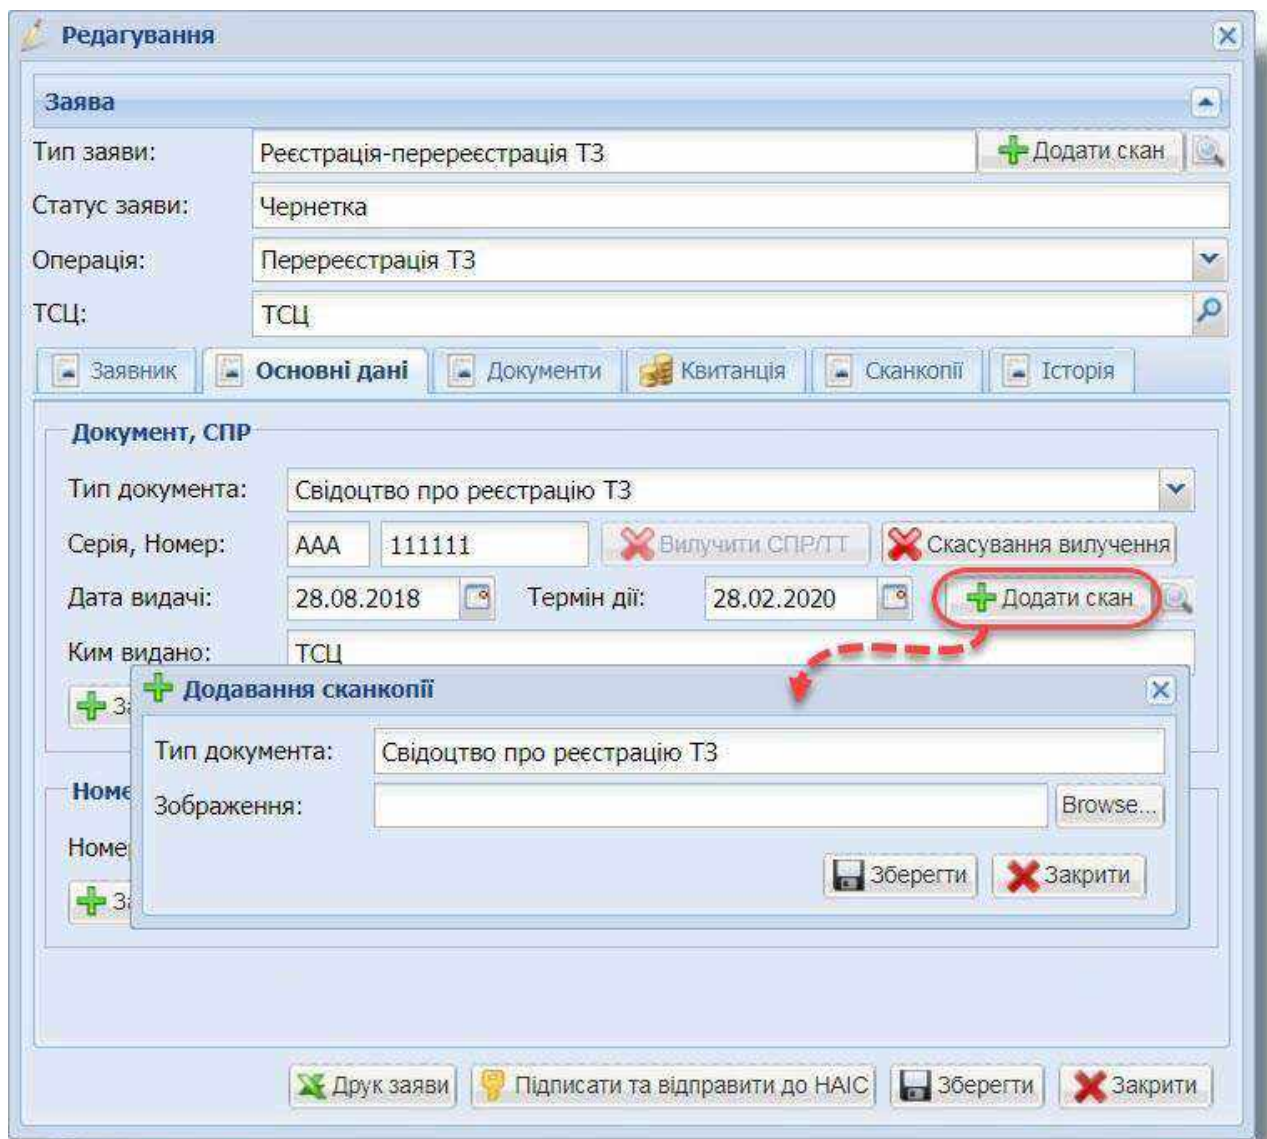 Редагування
Заява
Тип заяви: Реєстрація-перереєстрація ТЗ Додати скан
Статус заяви: Чернетка
Операція: Перереєстрація ТЗ
ТСЦ: ТСЦ
Заявник Основні дані Документи Квитанція Сканкопії Історія
Документ, СПР
Тип документа: Свідоцтво про реєстрацію ТЗ
Серія, Номер: ААА 111111 Вилучити СПР/ТТ Скасування вилучення
Дата видачі: 28.08.2018 Термін дії: 28.02.2020 Додати скан
Ким видано: ТСЦ
Додавання сканкопії
Тип документа: Свідоцтво про реєстрацію ТЗ
Зображення: Browse...
Зберегти Закрити
Друк заяви Підписати та відправити до НАІС Зберегти Закрити